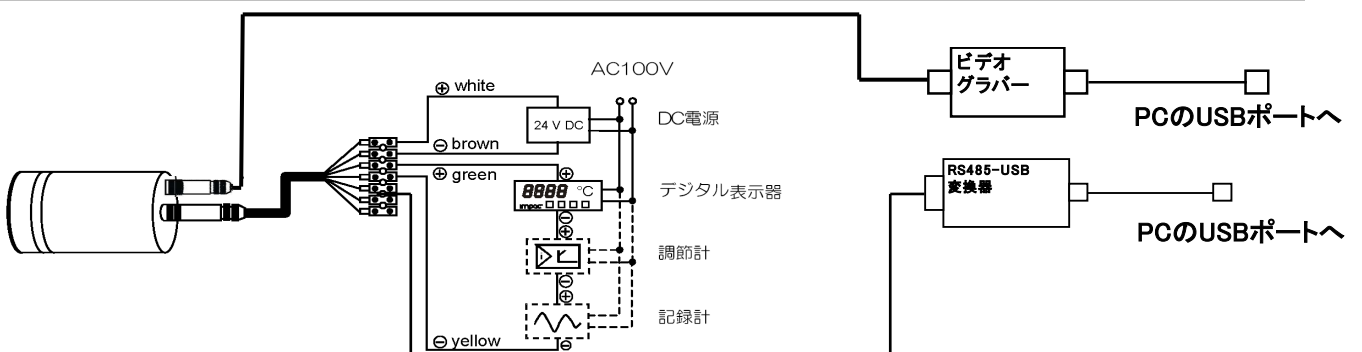 ビデオ
グラバー
PCのUSBポートへ
AC100V
⊕ white
24 V DC
DC電源
⊖ brown
⊕ green
RS485-USB
変換器
PCのUSBポートへ
⊕
8888 °C
impac
デジタル表示器
⊖
⊕
調節計
⊖
⊕
記録計
⊖ yellow
⊖